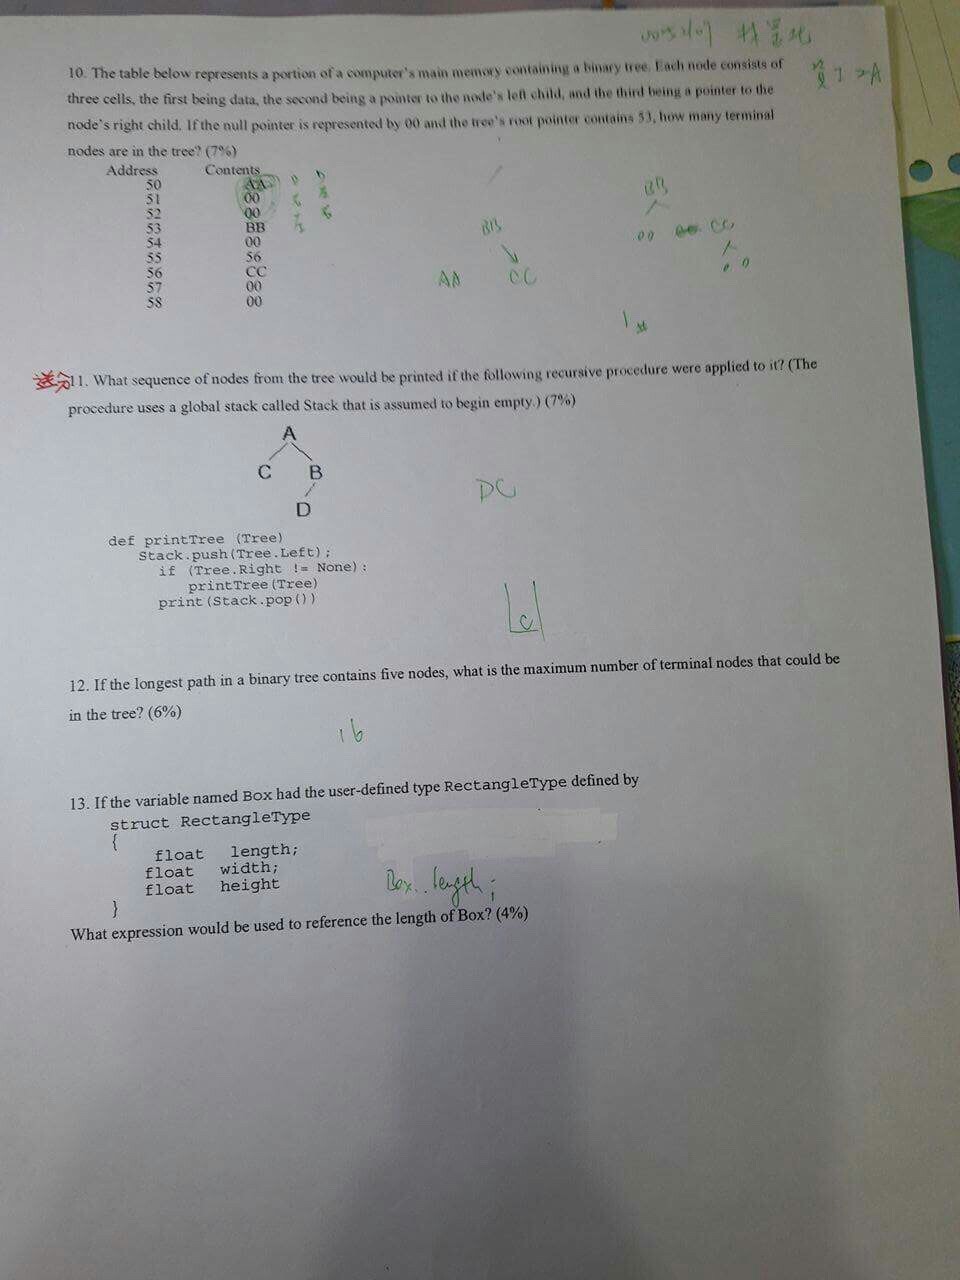 10. The table below represents a portion of a computer's main memory containing a binary tree. Each node consists of
three cells, the first being data, the second being a pointer to the node's left child, and the third being a pointer to the
node's right child. If the null pointer is represented by 00 and the tree's root pointer contains 53, how many terminal
nodes are in the tree? (7%)
Address Contents
50 AA
51 00
52 00
53 BB
54 00
55 56
56 CC
57 00
58 00
BB
AA CC
BB
00 CC
0 0
1
送分
11. What sequence of nodes from the tree would be printed if the following recursive procedure were applied to it? (The
procedure uses a global stack called Stack that is assumed to begin empty.) (7%)
A
C B
D
DC
def printTree (Tree)
Stack.push(Tree.Left);
if (Tree.Right != None):
printTree(Tree)
print(Stack.pop())
C
12. If the longest path in a binary tree contains five nodes, what is the maximum number of terminal nodes that could be
in the tree? (6%)
16
13. If the variable named Box had the user-defined type RectangleType defined by
struct RectangleType
{
float length;
float width;
float height
}
Box..length;
What expression would be used to reference the length of Box? (4%)